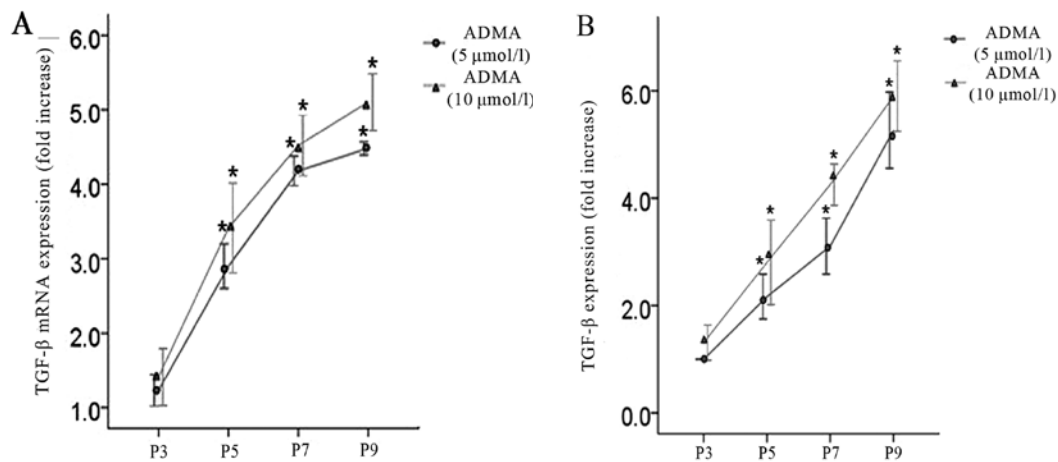 A
TGF-β mRNA expression (fold increase)
6.0
5.0
4.0
3.0
2.0
1.0
P3
P5
P7
P9
ADMA
(5 μmol/l)
ADMA
(10 μmol/l)
*
*
*
*
*
*
B
TGF-β expression (fold increase)
6.0
4.0
2.0
0.0
P3
P5
P7
P9
ADMA
(5 μmol/l)
ADMA
(10 μmol/l)
*
*
*
*
*
*